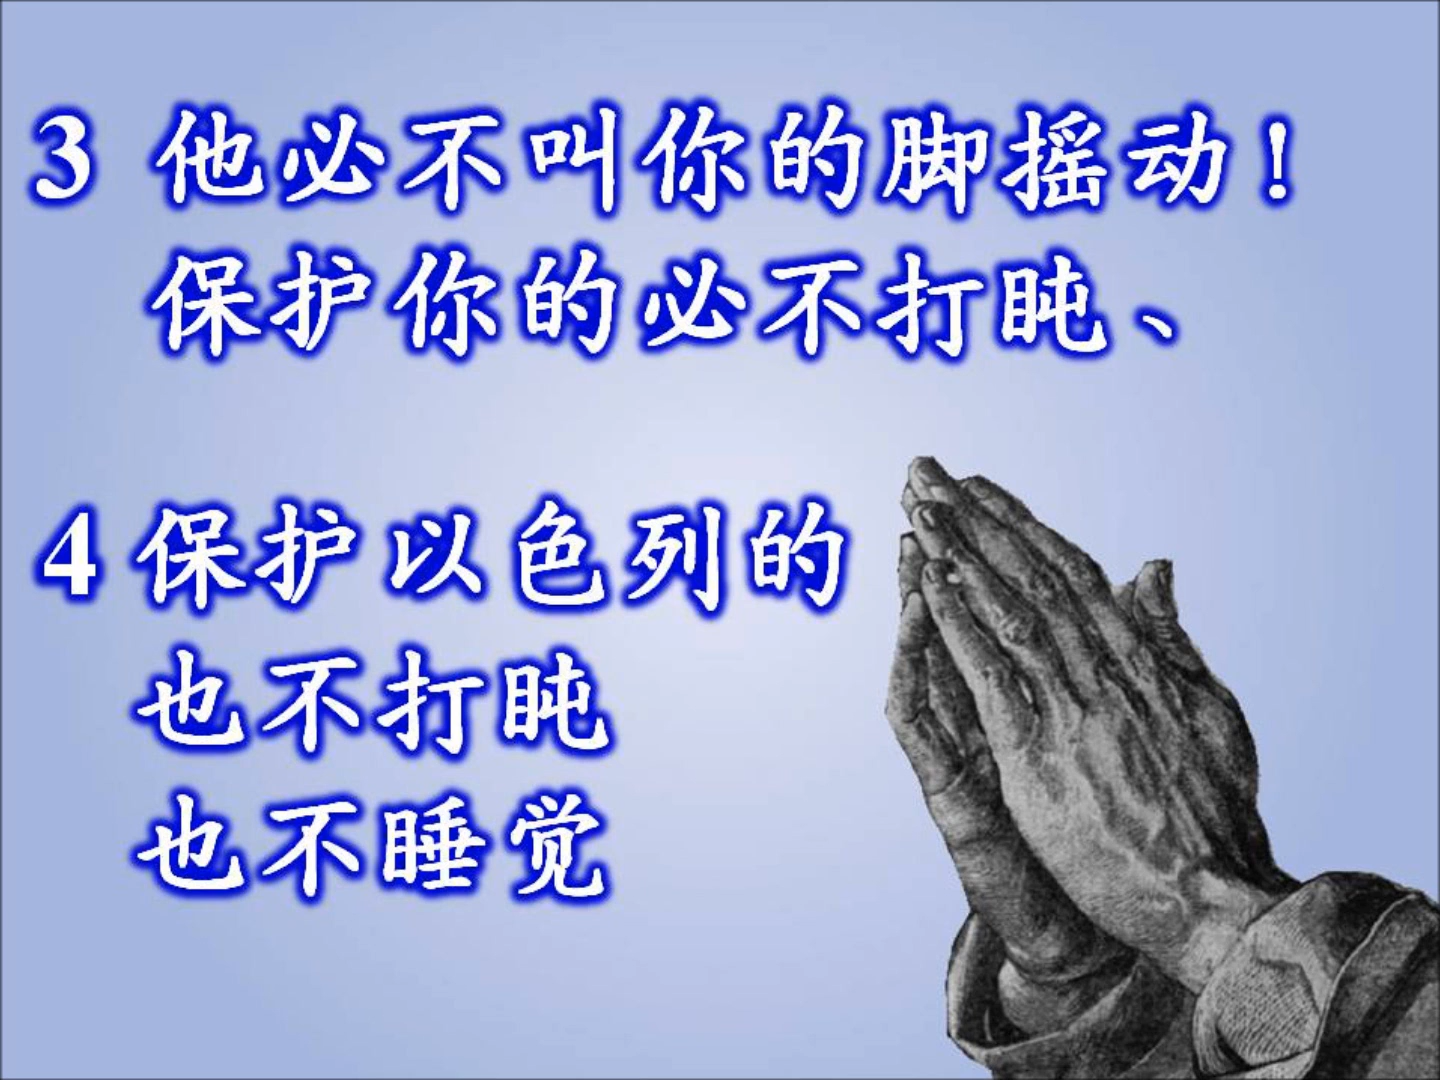 3 他必不叫你的脚摇动！
保护你的必不打盹、
4 保护以色列的
也不打盹
也不睡觉